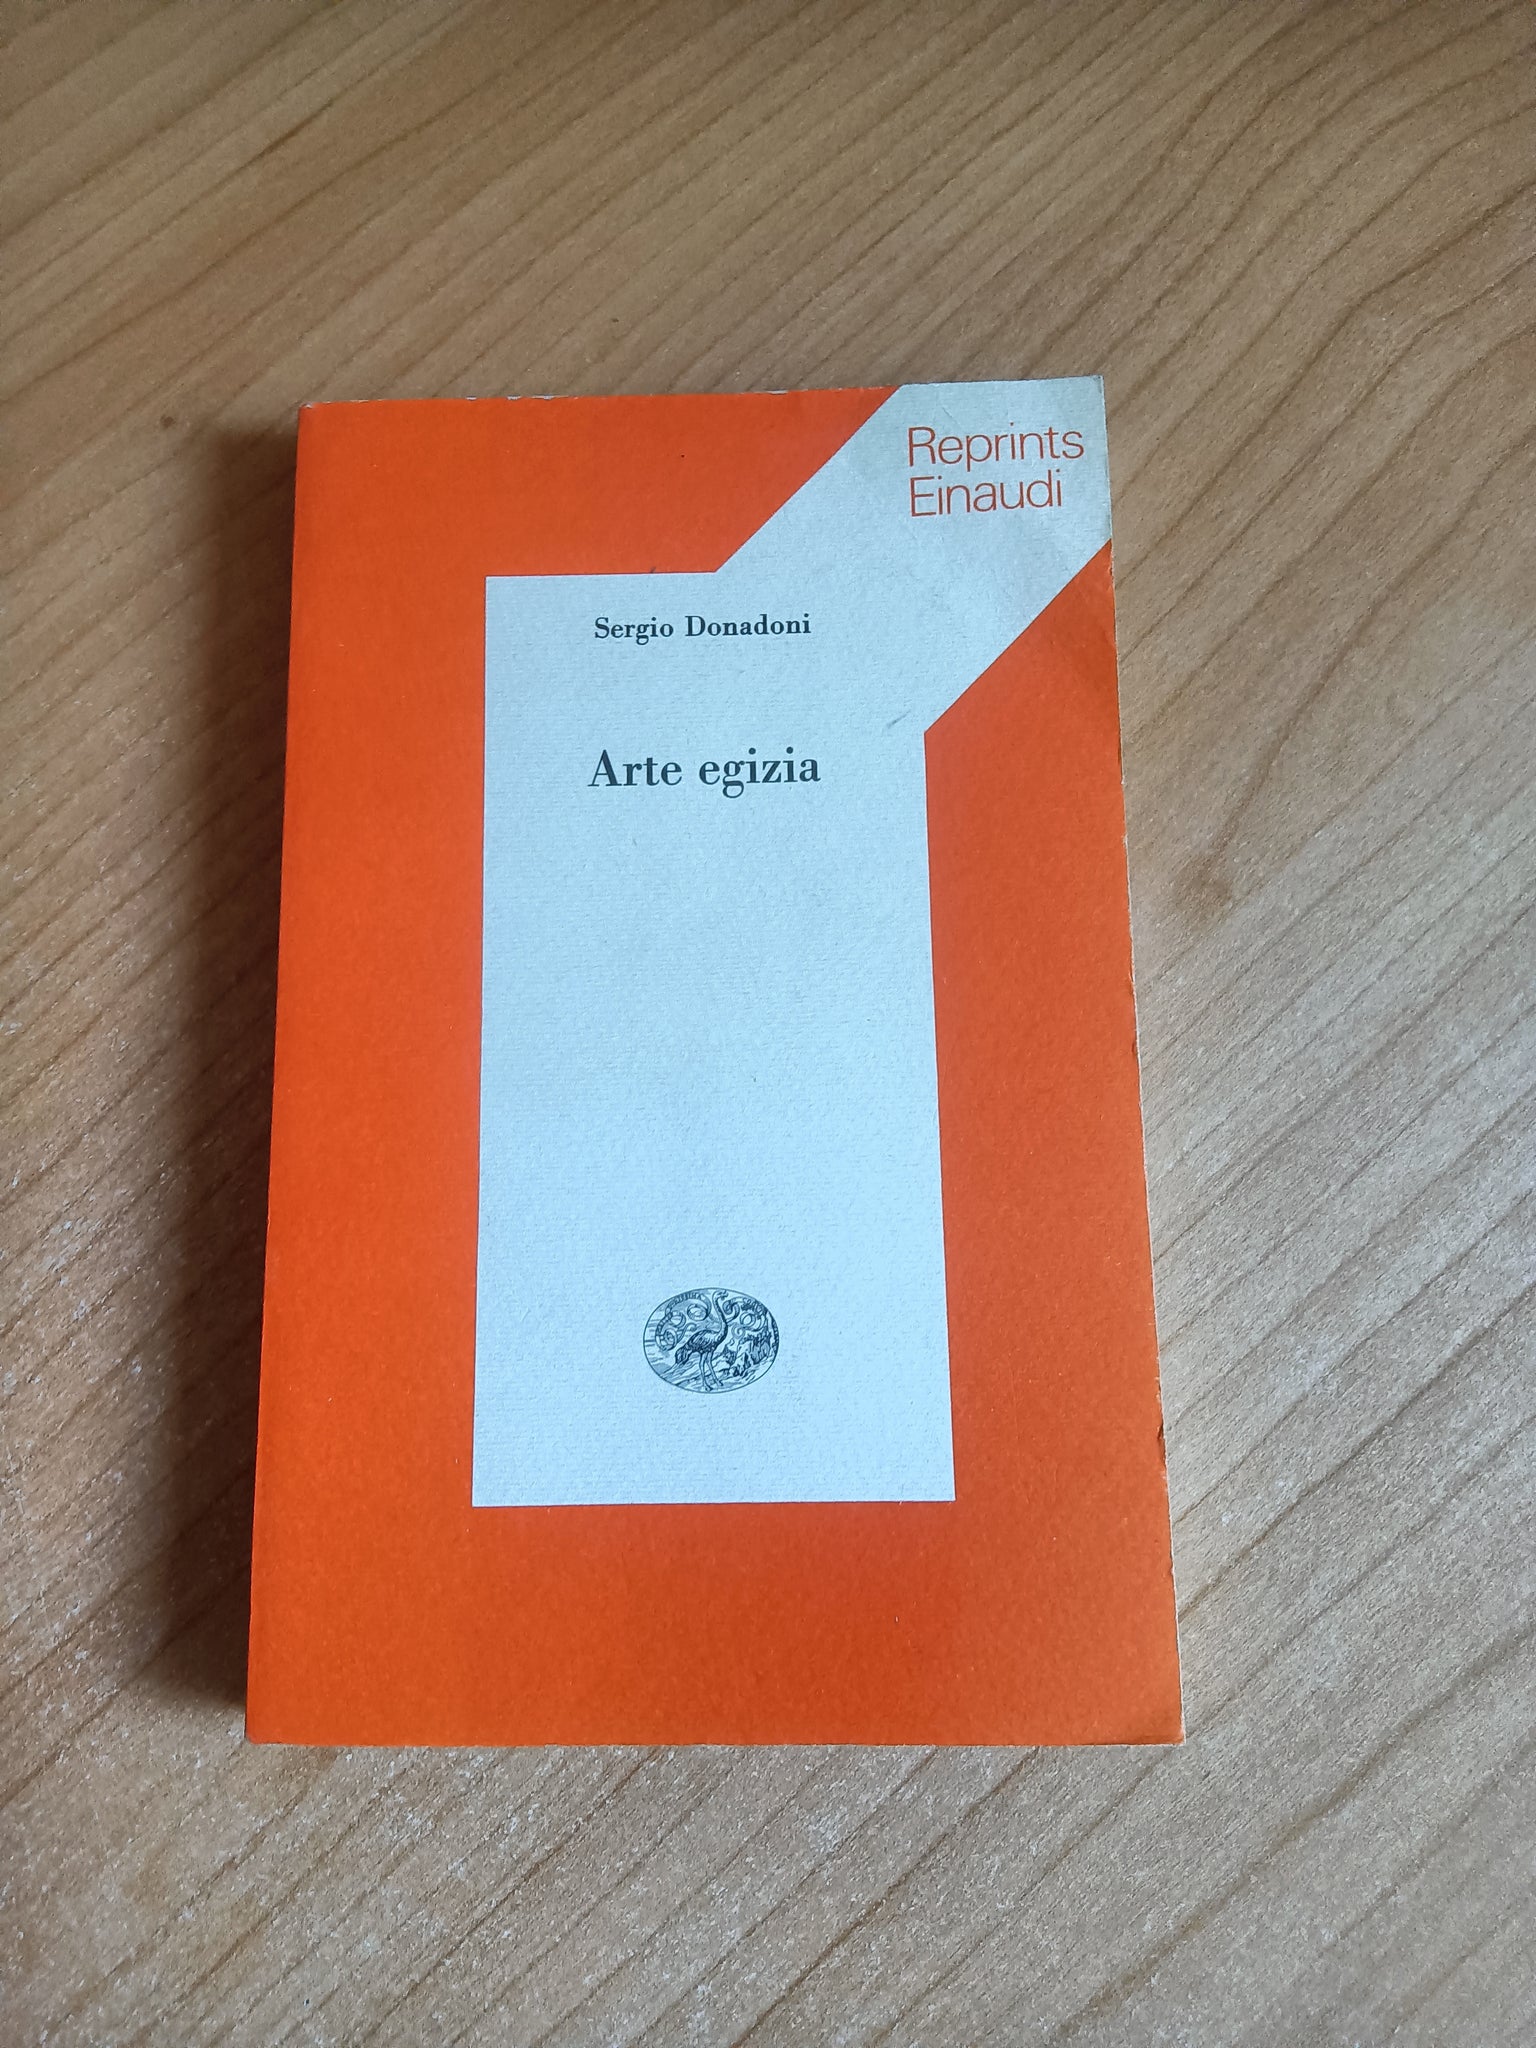 Reprints
Einaudi
Sergio Donadoni
Arte egizia